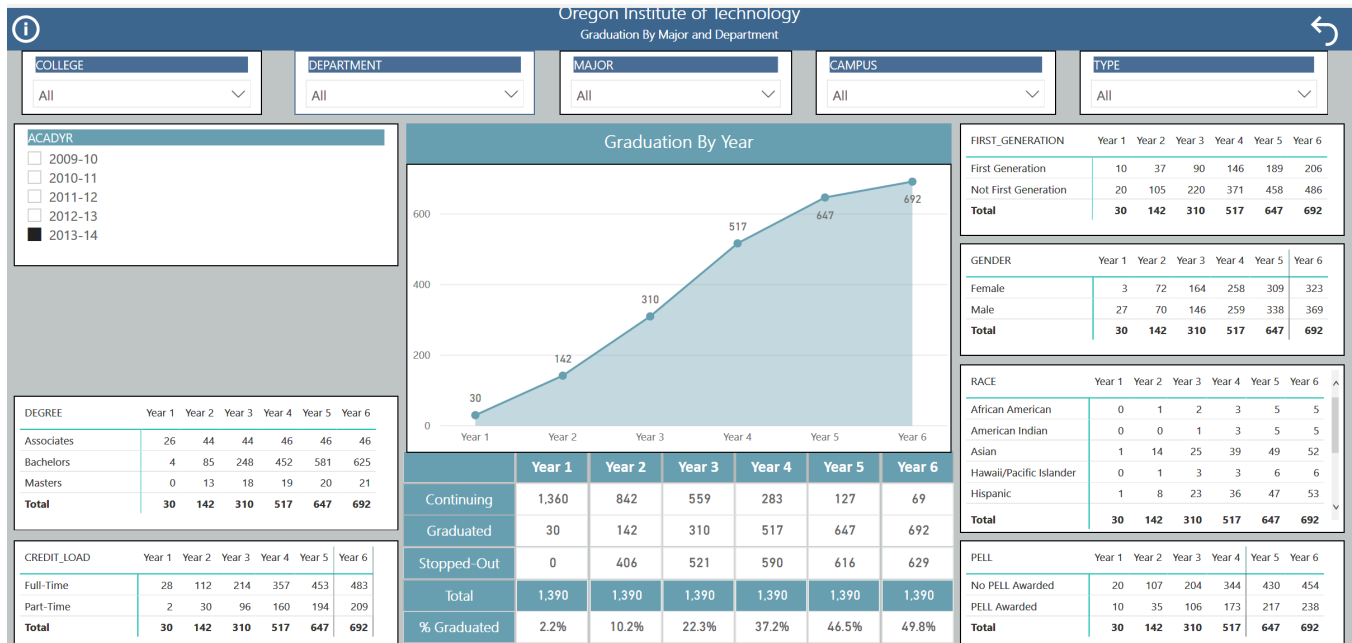 Oregon Institute of Technology
Graduation By Major and Department
COLLEGE
All
DEPARTMENT
All
MAJOR
All
CAMPUS
All
TYPE
All
ACADYR
2009-10
2010-11
2011-12
2012-13
2013-14
DEGREE Year 1 Year 2 Year 3 Year 4 Year 5 Year 6
Associates 26 44 44 46 46 46
Bachelors 4 85 248 452 581 625
Masters 0 13 18 19 20 21
Total 30 142 310 517 647 692
CREDIT_LOAD Year 1 Year 2 Year 3 Year 4 Year 5 Year 6
Full-Time 28 112 214 357 453 483
Part-Time 2 30 96 160 194 209
Total 30 142 310 517 647 692
Graduation By Year
600
400
200
0
30
142
310
517
647
692
Year 1 Year 2 Year 3 Year 4 Year 5 Year 6
Year 1 Year 2 Year 3 Year 4 Year 5 Year 6
Continuing 1,360 842 559 283 127 69
Graduated 30 142 310 517 647 692
Stopped-Out 0 406 521 590 616 629
Total 1,390 1,390 1,390 1,390 1,390 1,390
% Graduated 2.2% 10.2% 22.3% 37.2% 46.5% 49.8%
FIRST_GENERATION Year 1 Year 2 Year 3 Year 4 Year 5 Year 6
First Generation 10 37 90 146 189 206
Not First Generation 20 105 220 371 458 486
Total 30 142 310 517 647 692
GENDER Year 1 Year 2 Year 3 Year 4 Year 5 Year 6
Female 3 72 164 258 309 323
Male 27 70 146 259 338 369
Total 30 142 310 517 647 692
RACE Year 1 Year 2 Year 3 Year 4 Year 5 Year 6
African American 0 1 2 3 5 5
American Indian 0 0 1 3 5 5
Asian 1 14 25 39 49 52
Hawaii/Pacific Islander 0 1 3 3 6 6
Hispanic 1 8 23 36 47 53
Total 30 142 310 517 647 692
PELL Year 1 Year 2 Year 3 Year 4 Year 5 Year 6
No PELL Awarded 20 107 204 344 430 454
PELL Awarded 10 35 106 173 217 238
Total 30 142 310 517 647 692